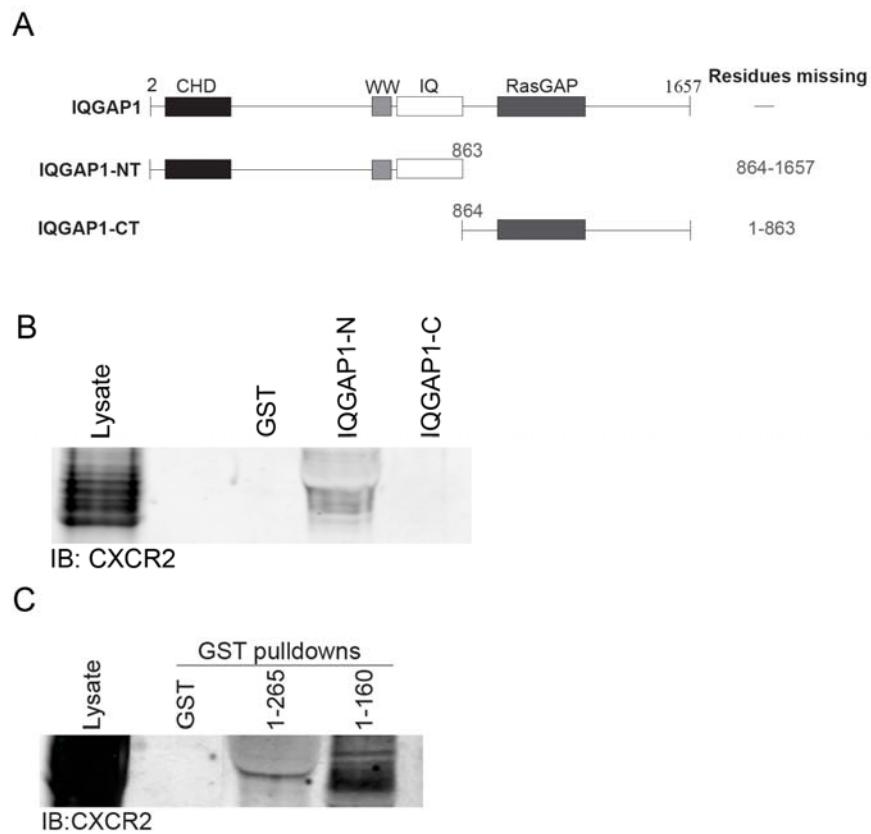 A
2 CHD WW IQ RasGAP 1657 Residues missing
IQGAP1 —
IQGAP1-NT 863 864-1657
IQGAP1-CT 864 1-863
B
Lysate GST IQGAP1-N IQGAP1-C
IB: CXCR2
C
GST pulldowns
Lysate GST 1-265 1-160
IB:CXCR2